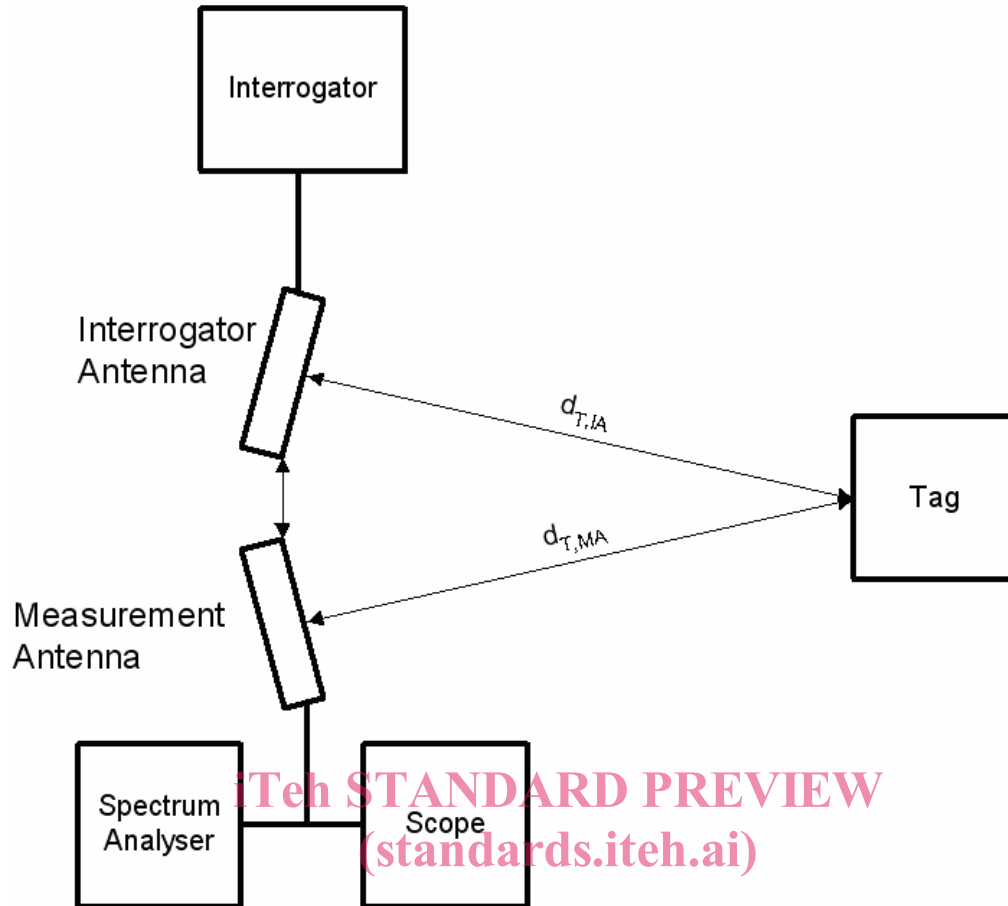 Interrogator
Interrogator
Antenna
d_T,IA
Tag
d_T,MA
Measurement
Antenna
Spectrum
Analyser
Scope
iTeh STANDARD PREVIEW
(standards.iteh.ai)